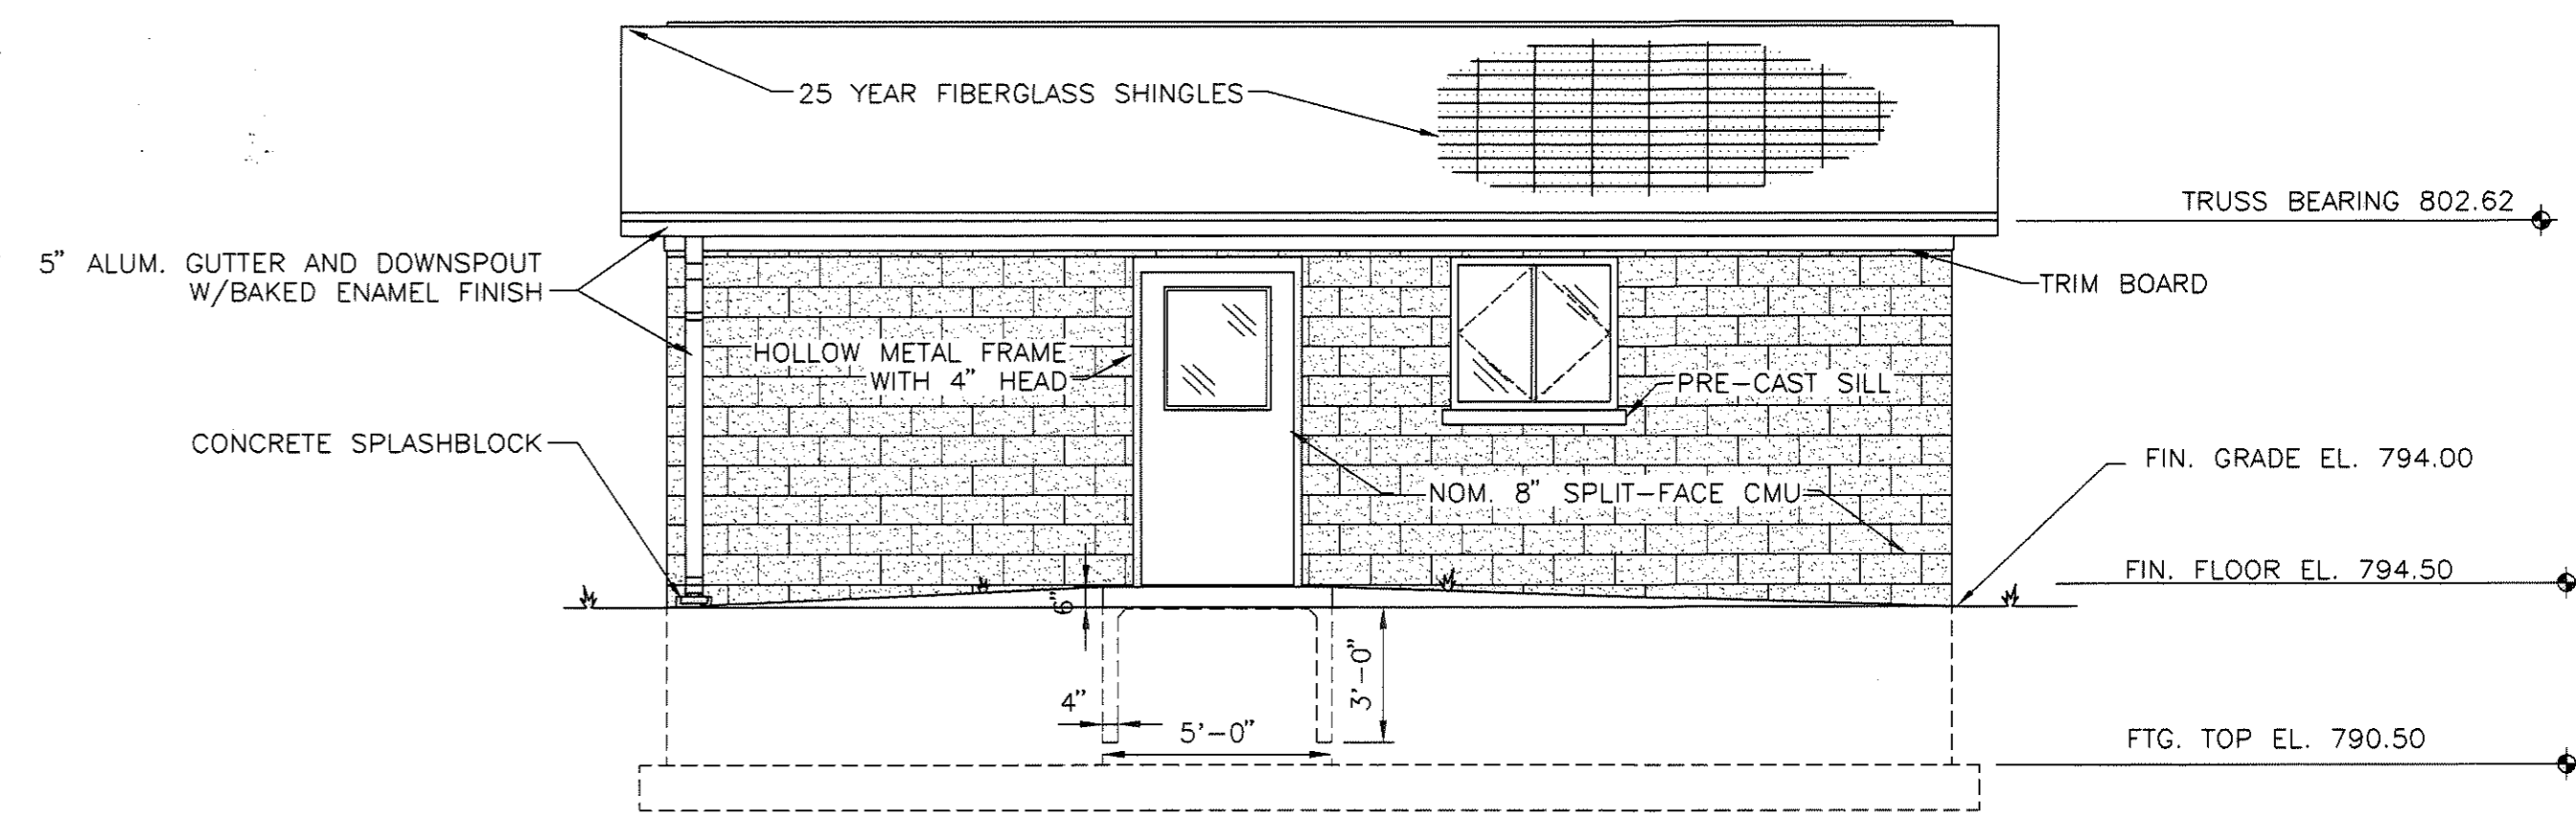 25 YEAR FIBERGLASS SHINGLES
TRUSS BEARING 802.62
5" ALUM. GUTTER AND DOWNSPOUT
W/BAKED ENAMEL FINISH
TRIM BOARD
HOLLOW METAL FRAME
WITH 4" HEAD
PRE-CAST SILL
CONCRETE SPLASHBLOCK
FIN. GRADE EL. 794.00
NOM. 8" SPLIT-FACE CMU
FIN. FLOOR EL. 794.50
6"
3'-0"
4"
5'-0"
FTG. TOP EL. 790.50